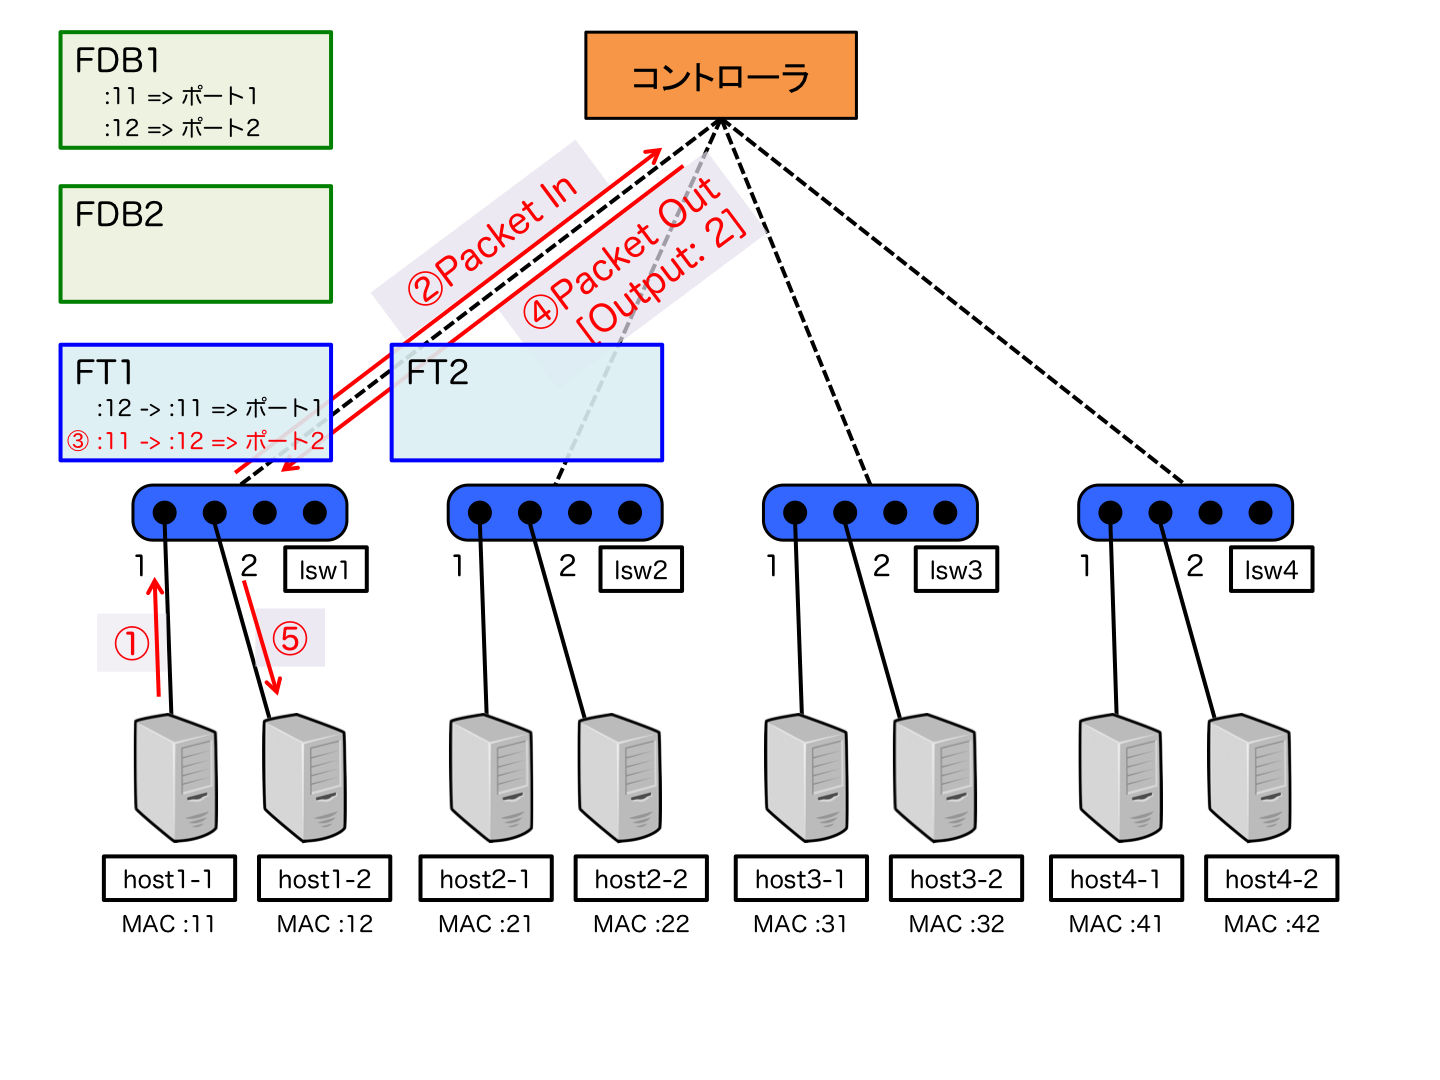 FDB1
:11 => ポート1
:12 => ポート2
コントローラ
FDB2
②Packet In
④Packet Out
[Output: 2]
FT1
:12 -> :11 => ポート1
③ :11 -> :12 => ポート2
FT2
1
2
lsw1
1
2
lsw2
1
2
lsw3
1
2
lsw4
①
⑤
host1-1
host1-2
host2-1
host2-2
host3-1
host3-2
host4-1
host4-2
MAC :11
MAC :12
MAC :21
MAC :22
MAC :31
MAC :32
MAC :41
MAC :42